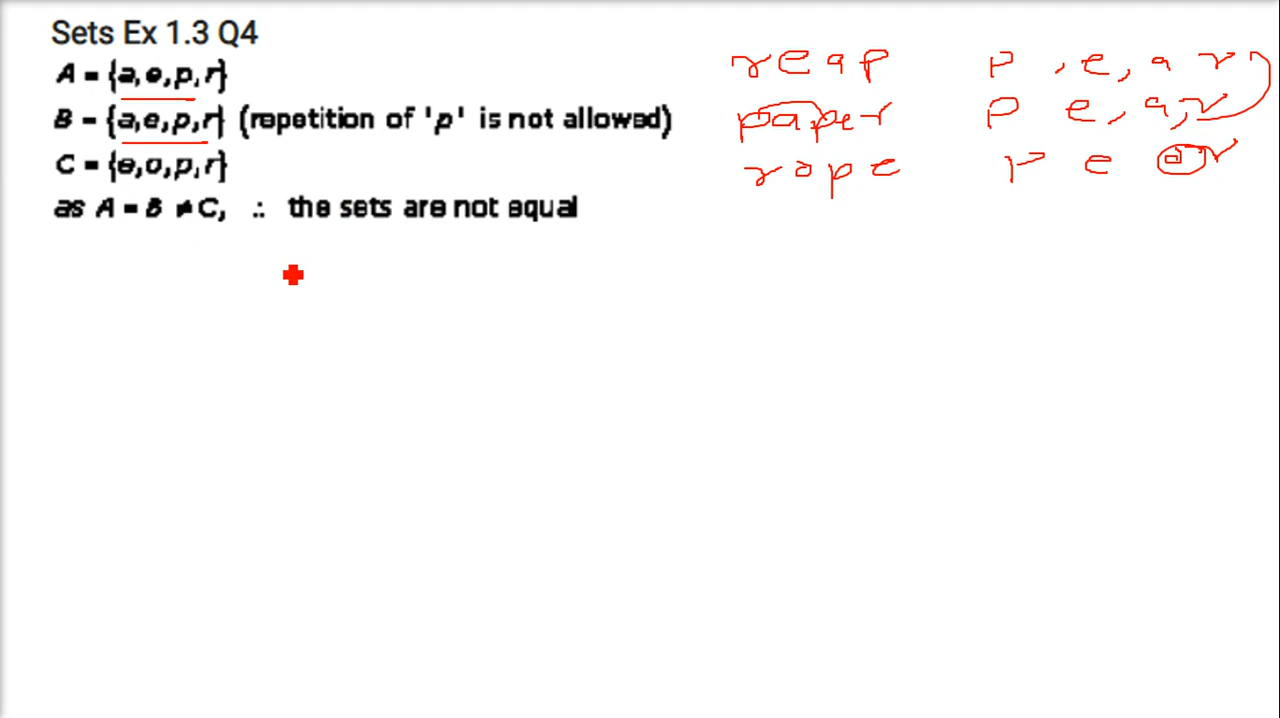 Sets Ex 1.3 Q4
A = {a,e,p,r}
B = {a,e,p,r} (repetition of 'p' is not allowed)
C = {e,o,p,r}
as A = B ≠ C, ∴ the sets are not equal
reap p , e, a r
paper p e, a, r
rope p e o r